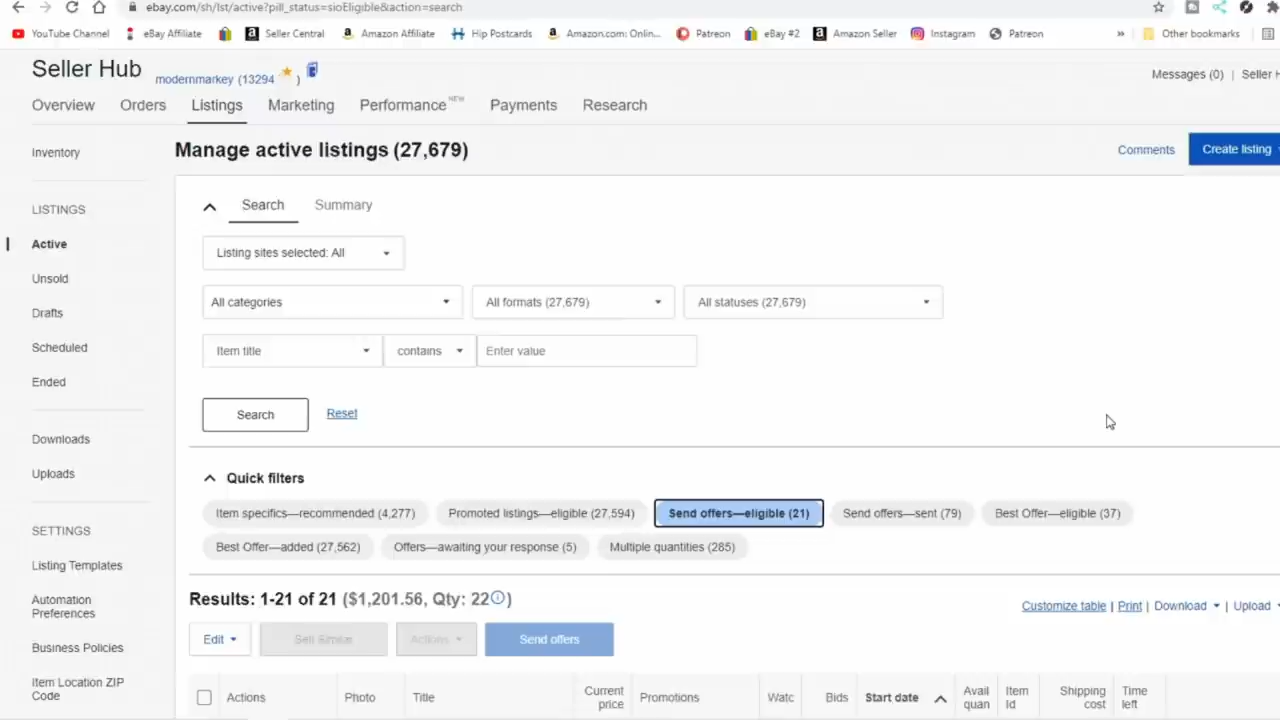 ebay.com/sh/lst/active?pill_status=sioEligible&action=search
YouTube Channel eBay Affiliate Seller Central Amazon Affiliate Hip Postcards Amazon.com: Onlin... Patreon eBay #2 Amazon Seller Instagram Patreon » Other bookmarks
Seller Hub modernmarkey (13294 )
Messages (0) | Seller
Overview Orders Listings Marketing Performance NEW Payments Research
Inventory
LISTINGS
Active
Unsold
Drafts
Scheduled
Ended
Downloads
Uploads
SETTINGS
Listing Templates
Automation
Preferences
Business Policies
Item Location ZIP
Code
Manage active listings (27,679)
Comments Create listing
Search Summary
Listing sites selected: All
All categories All formats (27,679) All statuses (27,679)
Item title contains Enter value
Search Reset
Quick filters
Item specifics—recommended (4,277) Promoted listings—eligible (27,594) Send offers—eligible (21) Send offers—sent (79) Best Offer—eligible (37)
Best Offer—added (27,562) Offers—awaiting your response (5) Multiple quantities (285)
Results: 1-21 of 21 ($1,201.56, Qty: 22)
Customize table | Print | Download | Upload
Edit Sell Similar Actions Send offers
Actions Photo Title Current price Promotions Watc Bids Start date Avail quan Item Id Shipping cost Time left